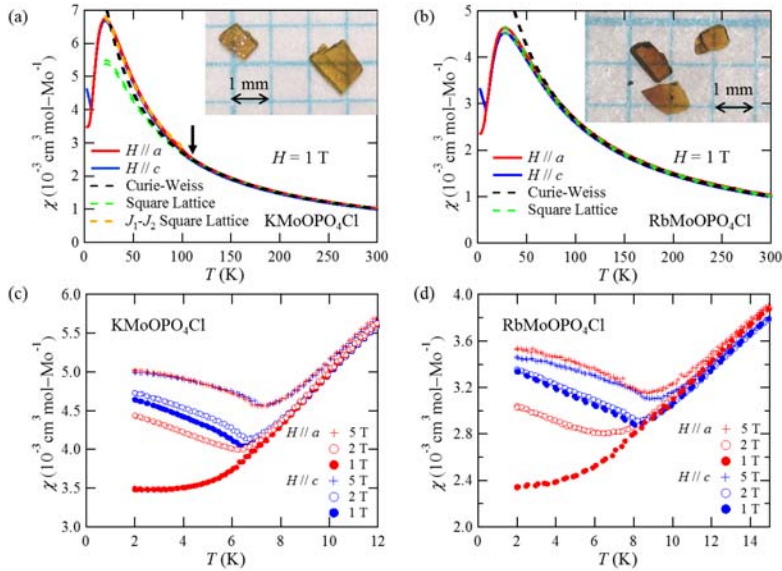 (a)
χ (10⁻³ cm³ mol–Mo⁻¹)
7
6
5
4
3
2
1
0
1 mm
H // a
H // c
Curie-Weiss
Square Lattice
J₁-J₂ Square Lattice
H = 1 T
KMoOPO₄Cl
0 50 100 150 200 250 300
T (K)
(b)
χ (10⁻³ cm³ mol–Mo⁻¹)
5
4
3
2
1
0
1 mm
H // a
H // c
Curie-Weiss
Square Lattice
H = 1 T
RbMoOPO₄Cl
0 50 100 150 200 250 300
T (K)
(c)
χ (10⁻³ cm³ mol–Mo⁻¹)
6.0
5.5
5.0
4.5
4.0
3.5
3.0
KMoOPO₄Cl
H // a 5 T
2 T
1 T
H // c 5 T
2 T
1 T
0 2 4 6 8 10 12
T (K)
(d)
χ (10⁻³ cm³ mol–Mo⁻¹)
4.0
3.6
3.2
2.8
2.4
2.0
RbMoOPO₄Cl
H // a 5 T
2 T
1 T
H // c 5 T
2 T
1 T
0 2 4 6 8 10 12 14
T (K)